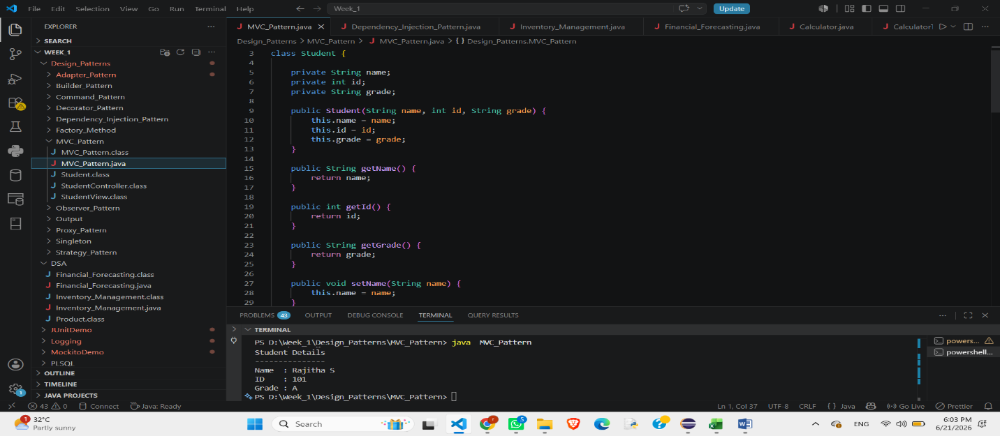 File Edit Selection View Go Run Terminal Help
Week_1
Update
EXPLORER
SEARCH
WEEK_1
Design_Patterns
Adapter_Pattern
Builder_Pattern
Command_Pattern
Decorator_Pattern
Dependency_Injection_Pattern
Factory_Method
MVC_Pattern
MVC_Pattern.class
MVC_Pattern.java
Student.class
StudentController.class
StudentView.class
Observer_Pattern
Output
Proxy_Pattern
Singleton
Strategy_Pattern
DSA
Financial_Forecasting.class
Financial_Forecasting.java
Inventory_Management.class
Inventory_Management.java
Product.class
JUnitDemo
Logging
MockitoDemo
PLSQL
OUTLINE
TIMELINE
JAVA PROJECTS
MVC_Pattern.java Dependency_Injection_Pattern.java Inventory_Management.java Financial_Forecasting.java Calculator.java Calculator
Design_Patterns > MVC_Pattern > MVC_Pattern.java > {} Design_Patterns.MVC_Pattern
3 class Student {
4
5 private String name;
6 private int id;
7 private String grade;
8
9 public Student(String name, int id, String grade) {
10 this.name = name;
11 this.id = id;
12 this.grade = grade;
13 }
14
15 public String getName() {
16 return name;
17 }
18
19 public int getId() {
20 return id;
21 }
22
23 public String getGrade() {
24 return grade;
25 }
26
27 public void setName(String name) {
28 this.name = name;
29 }
PROBLEMS 43 OUTPUT DEBUG CONSOLE TERMINAL QUERY RESULTS
TERMINAL
PS D:\Week_1\Design_Patterns\MVC_Pattern> java  MVC_Pattern
Student Details
---------------
Name  : Rajitha S
ID    : 101
Grade : A
PS D:\Week_1\Design_Patterns\MVC_Pattern>
powers...
powershell...
43 0 Connect Java: Ready
Ln 1, Col 37 UTF-8 CRLF {} Java Go Live Prettier
1
1
32°C
Partly sunny
Search
5
ENG
6:03 PM
6/21/2026